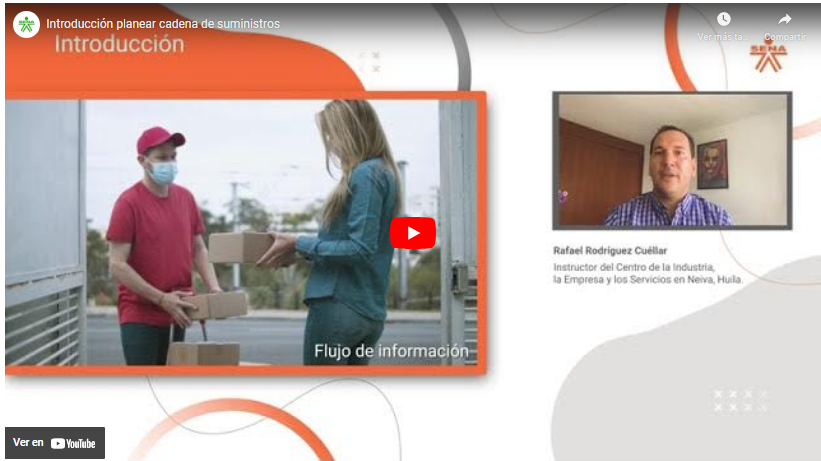 Introducción planear cadena de suministros
Introducción
Ver más ta...
Compartir
SENA
Rafael Rodríguez Cuéllar
Instructor del Centro de la Industria,
la Empresa y los Servicios en Neiva, Huila.
Flujo de información
Ver en YouTube